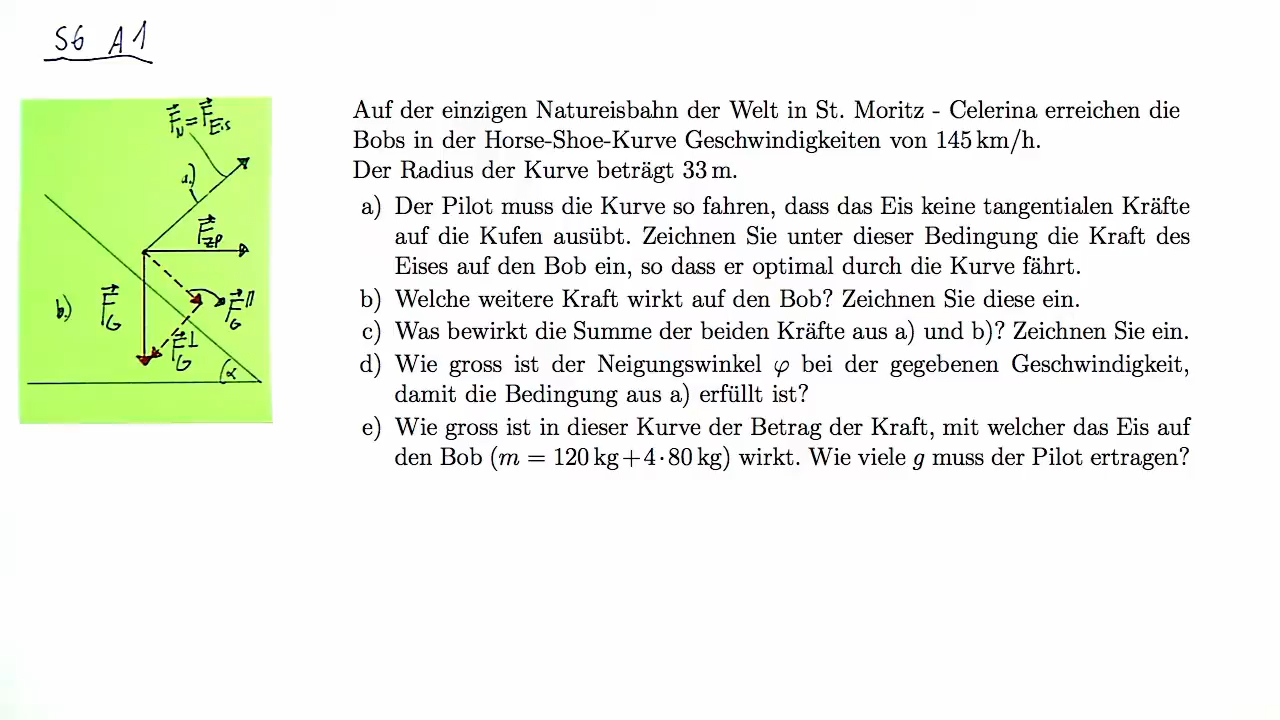 S6 A1
F⃗_N = F⃗_Eis
a)
F⃗_ZP
b.) F⃗_G F⃗_G^||
F⃗_G^⊥
α
Auf der einzigen Natureisbahn der Welt in St. Moritz - Celerina erreichen die
Bobs in der Horse-Shoe-Kurve Geschwindigkeiten von 145 km/h.
Der Radius der Kurve beträgt 33 m.
a) Der Pilot muss die Kurve so fahren, dass das Eis keine tangentialen Kräfte
auf die Kufen ausübt. Zeichnen Sie unter dieser Bedingung die Kraft des
Eises auf den Bob ein, so dass er optimal durch die Kurve fährt.
b) Welche weitere Kraft wirkt auf den Bob? Zeichnen Sie diese ein.
c) Was bewirkt die Summe der beiden Kräfte aus a) und b)? Zeichnen Sie ein.
d) Wie gross ist der Neigungswinkel φ bei der gegebenen Geschwindigkeit,
damit die Bedingung aus a) erfüllt ist?
e) Wie gross ist in dieser Kurve der Betrag der Kraft, mit welcher das Eis auf
den Bob (m = 120 kg + 4 · 80 kg) wirkt. Wie viele g muss der Pilot ertragen?